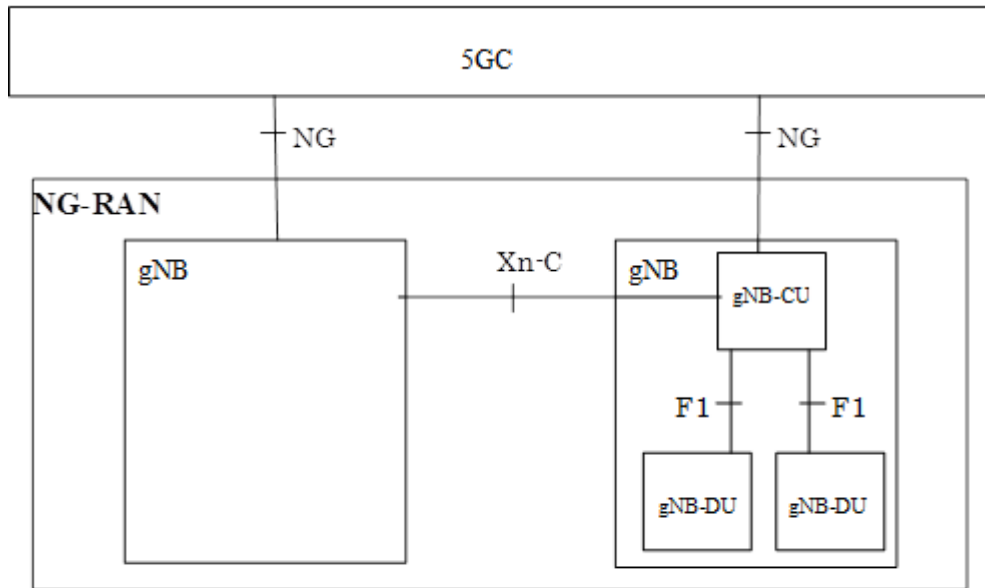 5GC
NG
NG
NG-RAN
gNB
Xn-C
gNB
gNB-CU
F1
F1
gNB-DU
gNB-DU